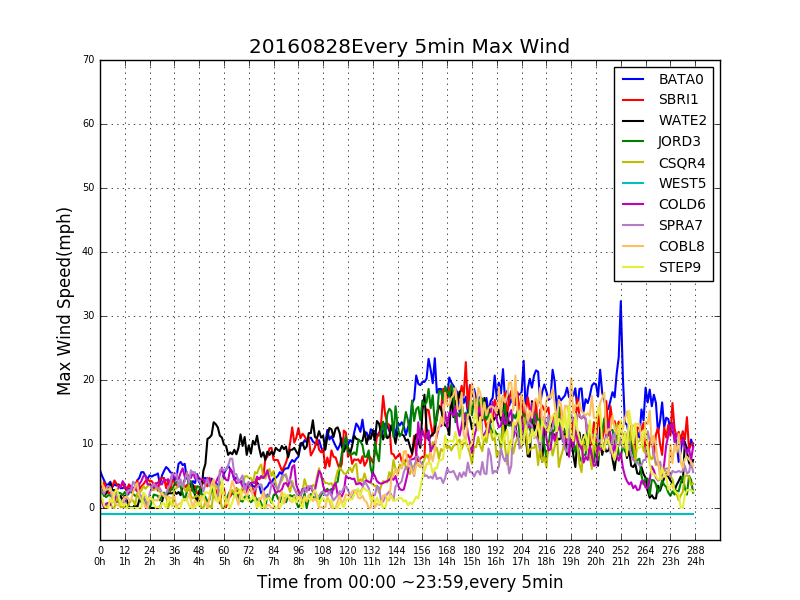 20160828Every 5min Max Wind
70
60
50
40
30
20
10
0
Max Wind Speed(mph)
BATA0
SBRI1
WATE2
JORD3
CSQR4
WEST5
COLD6
SPRA7
COBL8
STEP9
0 12 24 36 48 60 72 84 96 108 120 132 144 156 168 180 192 204 216 228 240 252 264 276 288
0h 1h 2h 3h 4h 5h 6h 7h 8h 9h 10h 11h 12h 13h 14h 15h 16h 17h 18h 19h 20h 21h 22h 23h 24h
Time from 00:00 ~23:59,every 5min